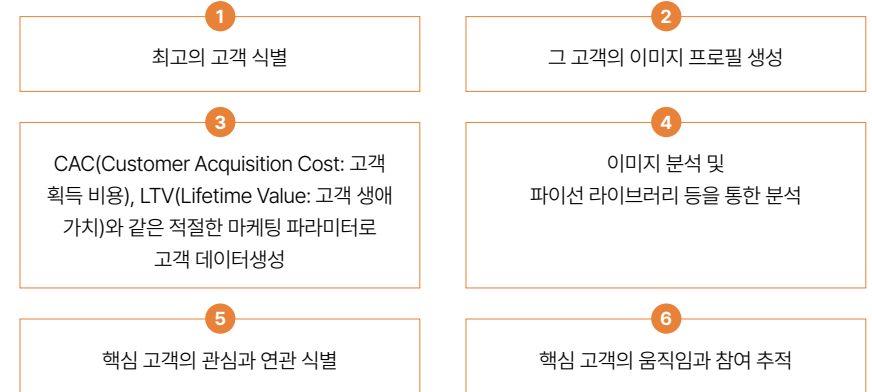 1
최고의 고객 식별
2
그 고객의 이미지 프로필 생성
3
CAC(Customer Acquisition Cost: 고객
획득 비용), LTV(Lifetime Value: 고객 생애
가치)와 같은 적절한 마케팅 파라미터로
고객 데이터생성
4
이미지 분석 및
파이선 라이브러리 등을 통한 분석
5
핵심 고객의 관심과 연관 식별
6
핵심 고객의 움직임과 참여 추적